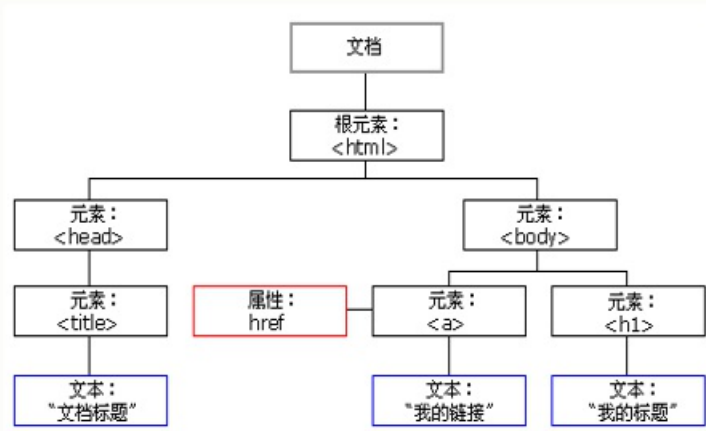 文档
根元素：
<html>
元素：
<head>
元素：
<body>
元素：
<title>
属性：
href
元素：
<a>
元素：
<h1>
文本：
“文档标题”
文本：
“我的链接”
文本：
“我的标题”